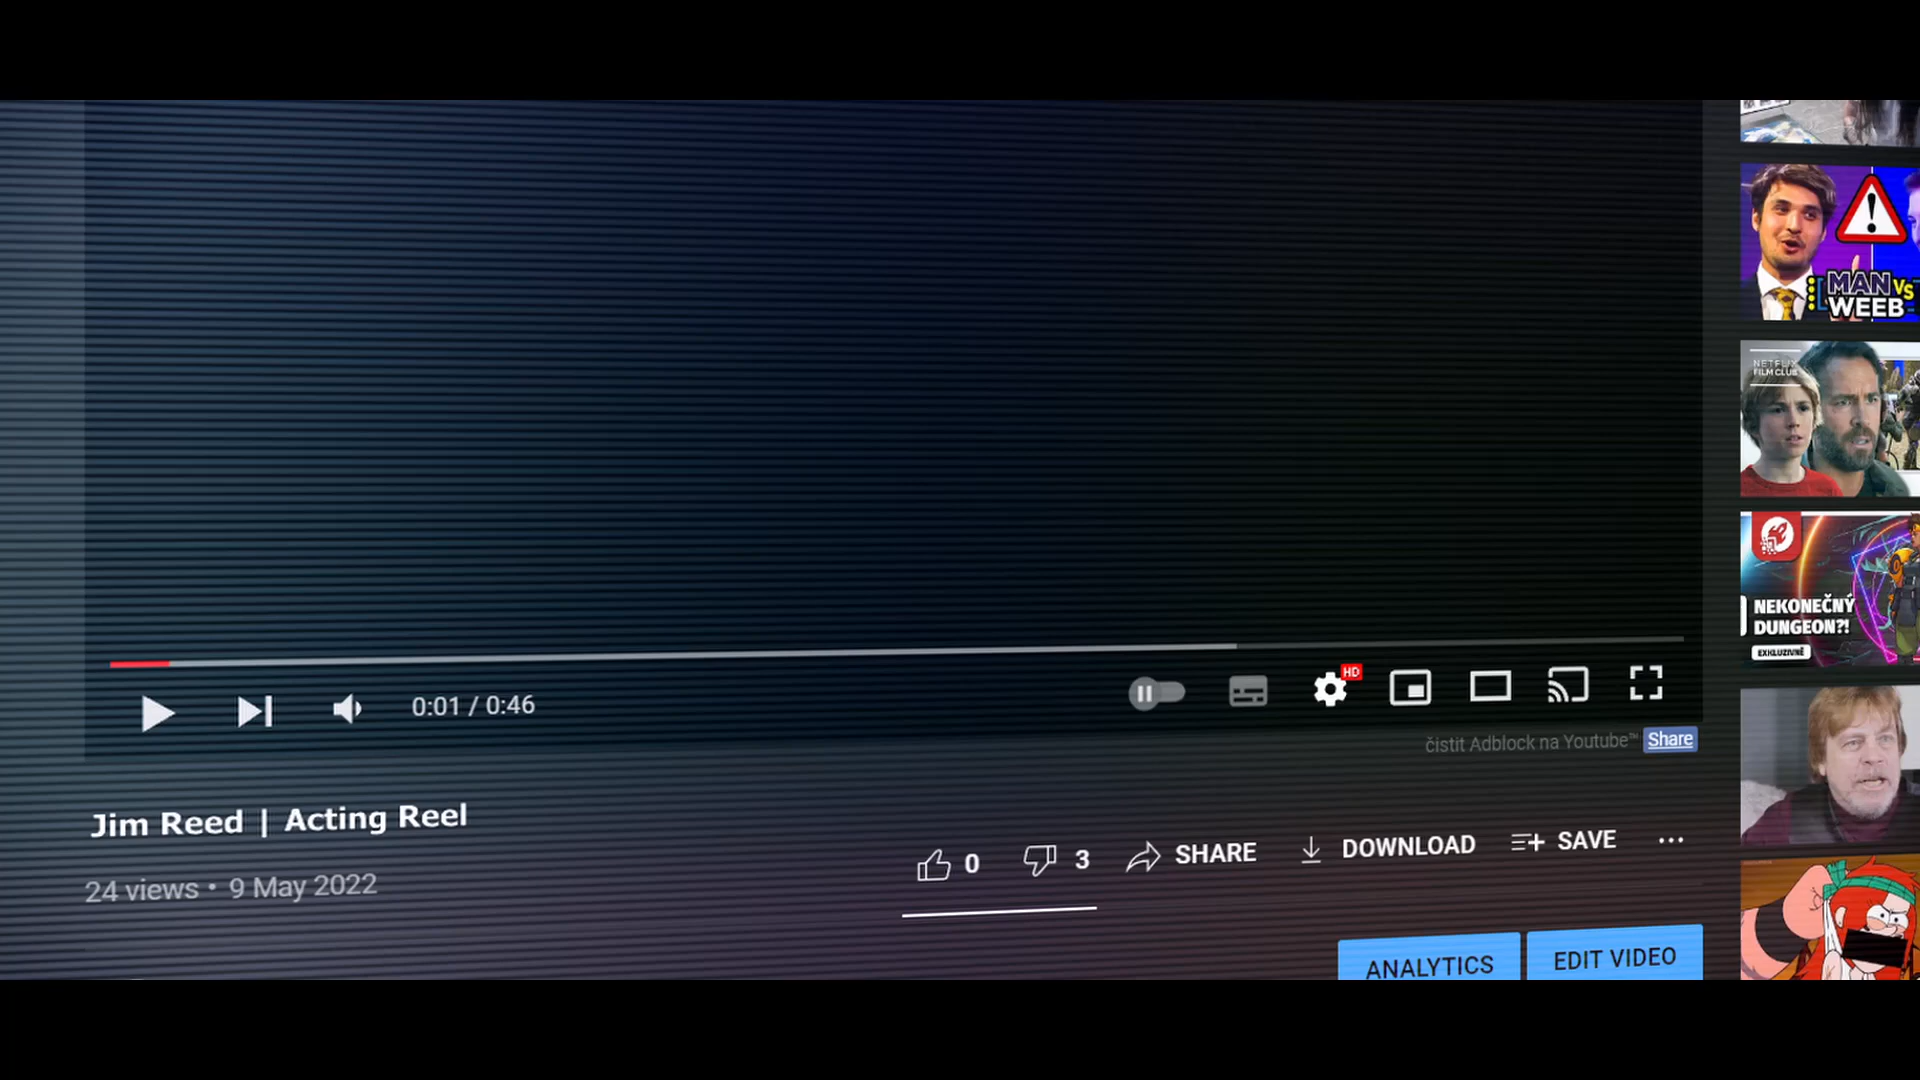 MAN Vs
WEEB
NETFLIX
FILM CLUB
NEKONEČNÝ
DUNGEON?!
EXKLUZIVNĚ
HD
0:01 / 0:46
čistit Adblock na Youtube™ Share
Jim Reed | Acting Reel
0 3 SHARE DOWNLOAD SAVE
24 views • 9 May 2022
ANALYTICS EDIT VIDEO